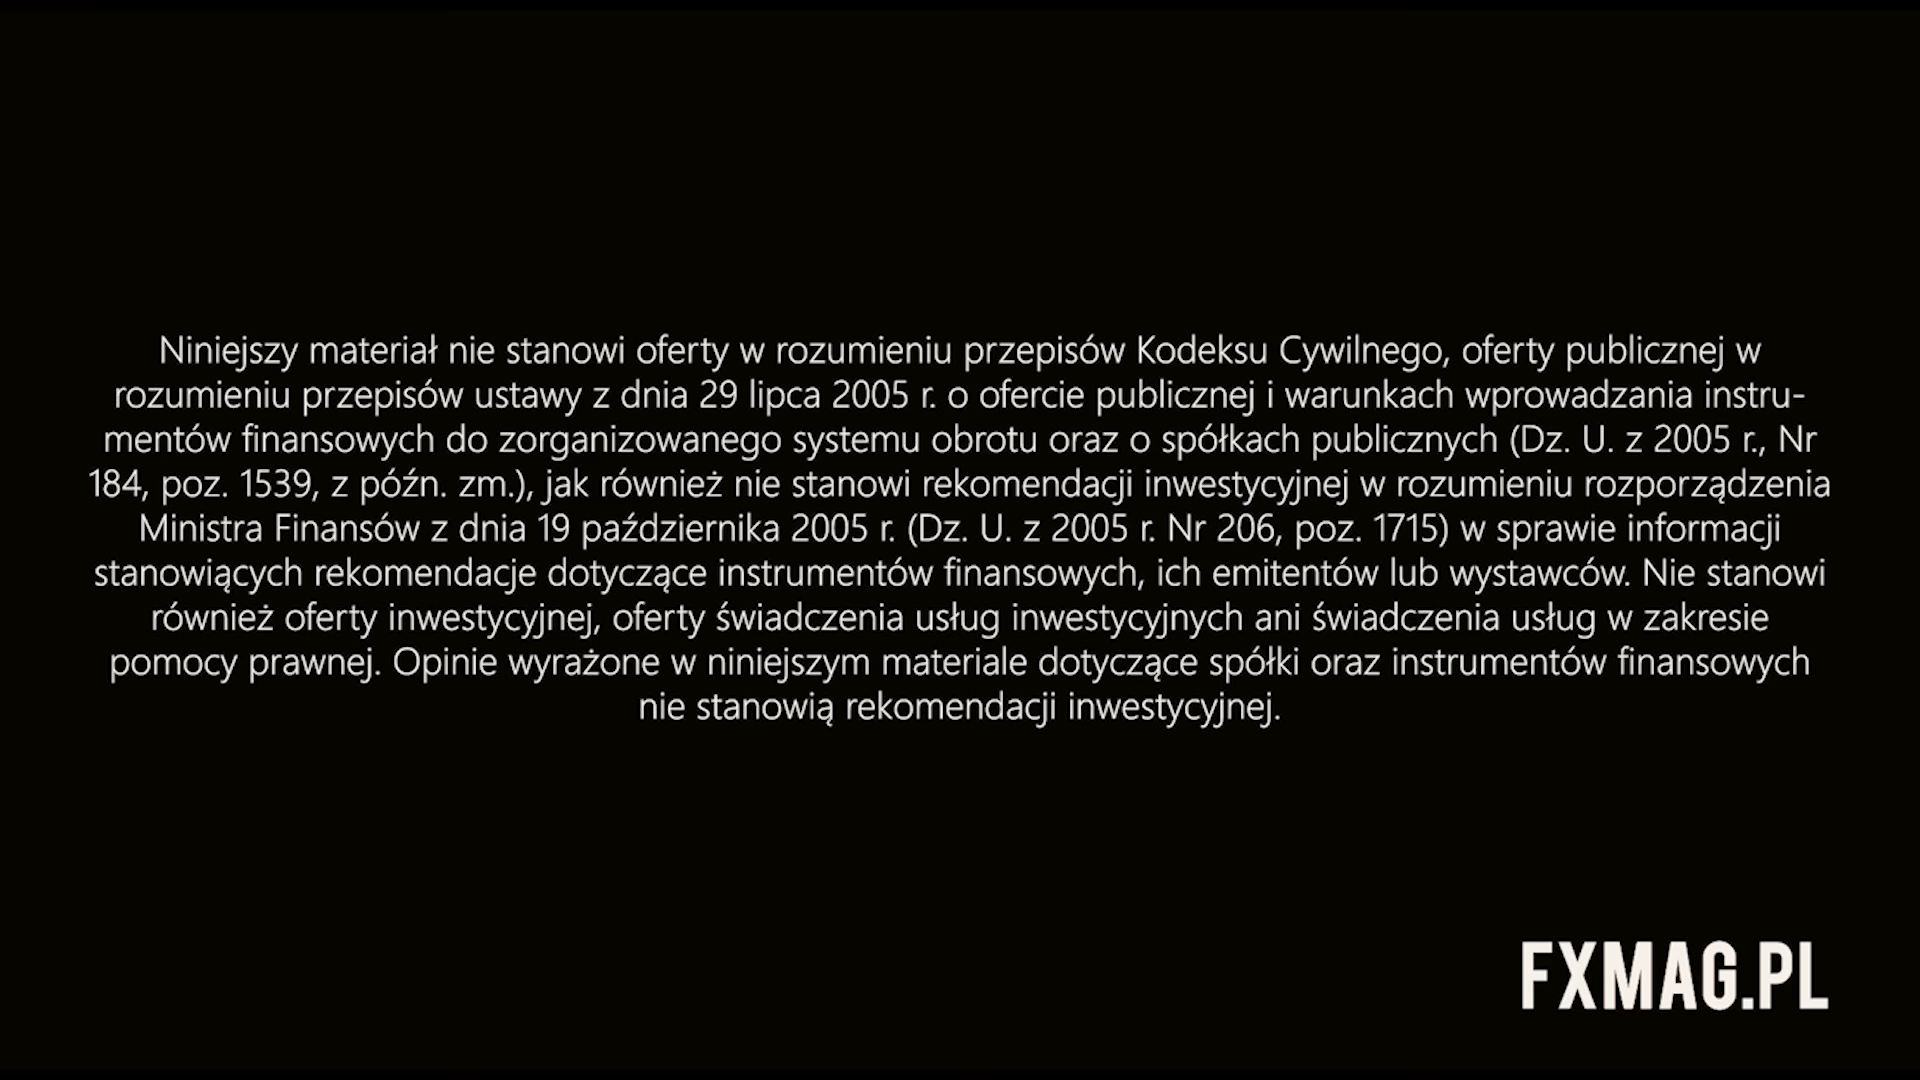 Niniejszy materiał nie stanowi oferty w rozumieniu przepisów Kodeksu Cywilnego, oferty publicznej w
rozumieniu przepisów ustawy z dnia 29 lipca 2005 r. o ofercie publicznej i warunkach wprowadzania instru-
mentów finansowych do zorganizowanego systemu obrotu oraz o spółkach publicznych (Dz. U. z 2005 r., Nr
184, poz. 1539, z późn. zm.), jak również nie stanowi rekomendacji inwestycyjnej w rozumieniu rozporządzenia
Ministra Finansów z dnia 19 października 2005 r. (Dz. U. z 2005 r. Nr 206, poz. 1715) w sprawie informacji
stanowiących rekomendacje dotyczące instrumentów finansowych, ich emitentów lub wystawców. Nie stanowi
również oferty inwestycyjnej, oferty świadczenia usług inwestycyjnych ani świadczenia usług w zakresie
pomocy prawnej. Opinie wyrażone w niniejszym materiale dotyczące spółki oraz instrumentów finansowych
nie stanowią rekomendacji inwestycyjnej.
FXMAG.PL